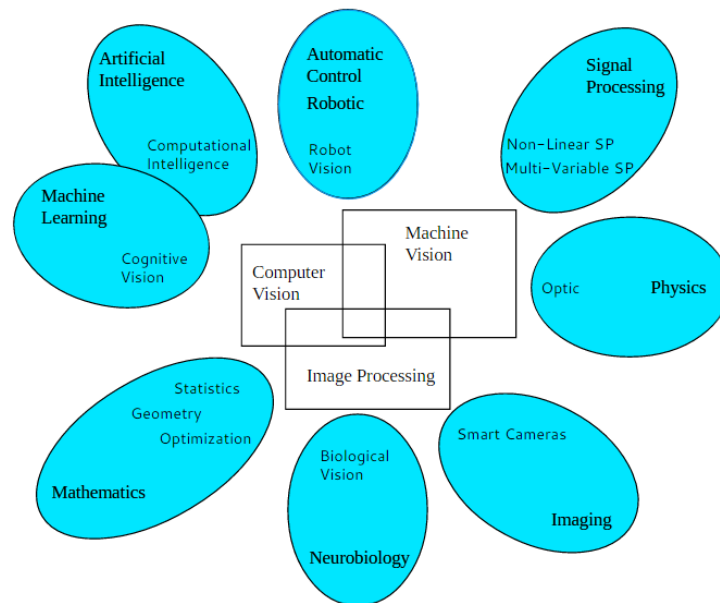 Artificial
Intelligence
Computational
Intelligence
Automatic
Control
Robotic
Robot
Vision
Signal
Processing
Non-Linear SP
Multi-Variable SP
Machine
Learning
Cognitive
Vision
Machine
Vision
Computer
Vision
Image Processing
Optic
Physics
Statistics
Geometry
Optimization
Mathematics
Biological
Vision
Neurobiology
Smart Cameras
Imaging